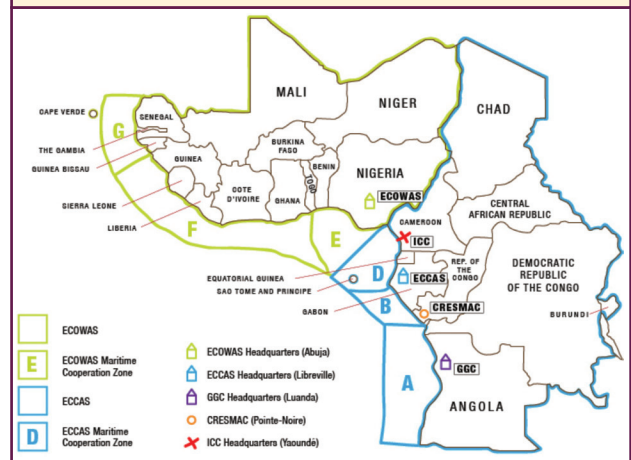 MALI
NIGER
CHAD
CAPE VERDE
SENEGAL
G
THE GAMBIA
GUINEA BISSAU
GUINEA
BURKINA
FASO
BENIN
TOGO
NIGERIA
ECOWAS
COTE
D'IVOIRE
GHANA
SIERRA LEONE
LIBERIA
F
E
CAMEROON
ICC
CENTRAL
AFRICAN REPUBLIC
EQUATORIAL GUINEA
SAO TOME AND PRINCIPE
D
ECCAS
REP. OF
THE
CONGO
DEMOCRATIC
REPUBLIC
OF THE CONGO
GABON
B
CRESMAC
BURUNDI
A
GGC
ANGOLA
ECOWAS
E
ECOWAS Maritime
Cooperation Zone
ECCAS
D
ECCAS Maritime
Cooperation Zone
ECOWAS Headquarters (Abuja)
ECCAS Headquarters (Libreville)
GGC Headquarters (Luanda)
CRESMAC (Pointe-Noire)
ICC Headquarters (Yaoundé)